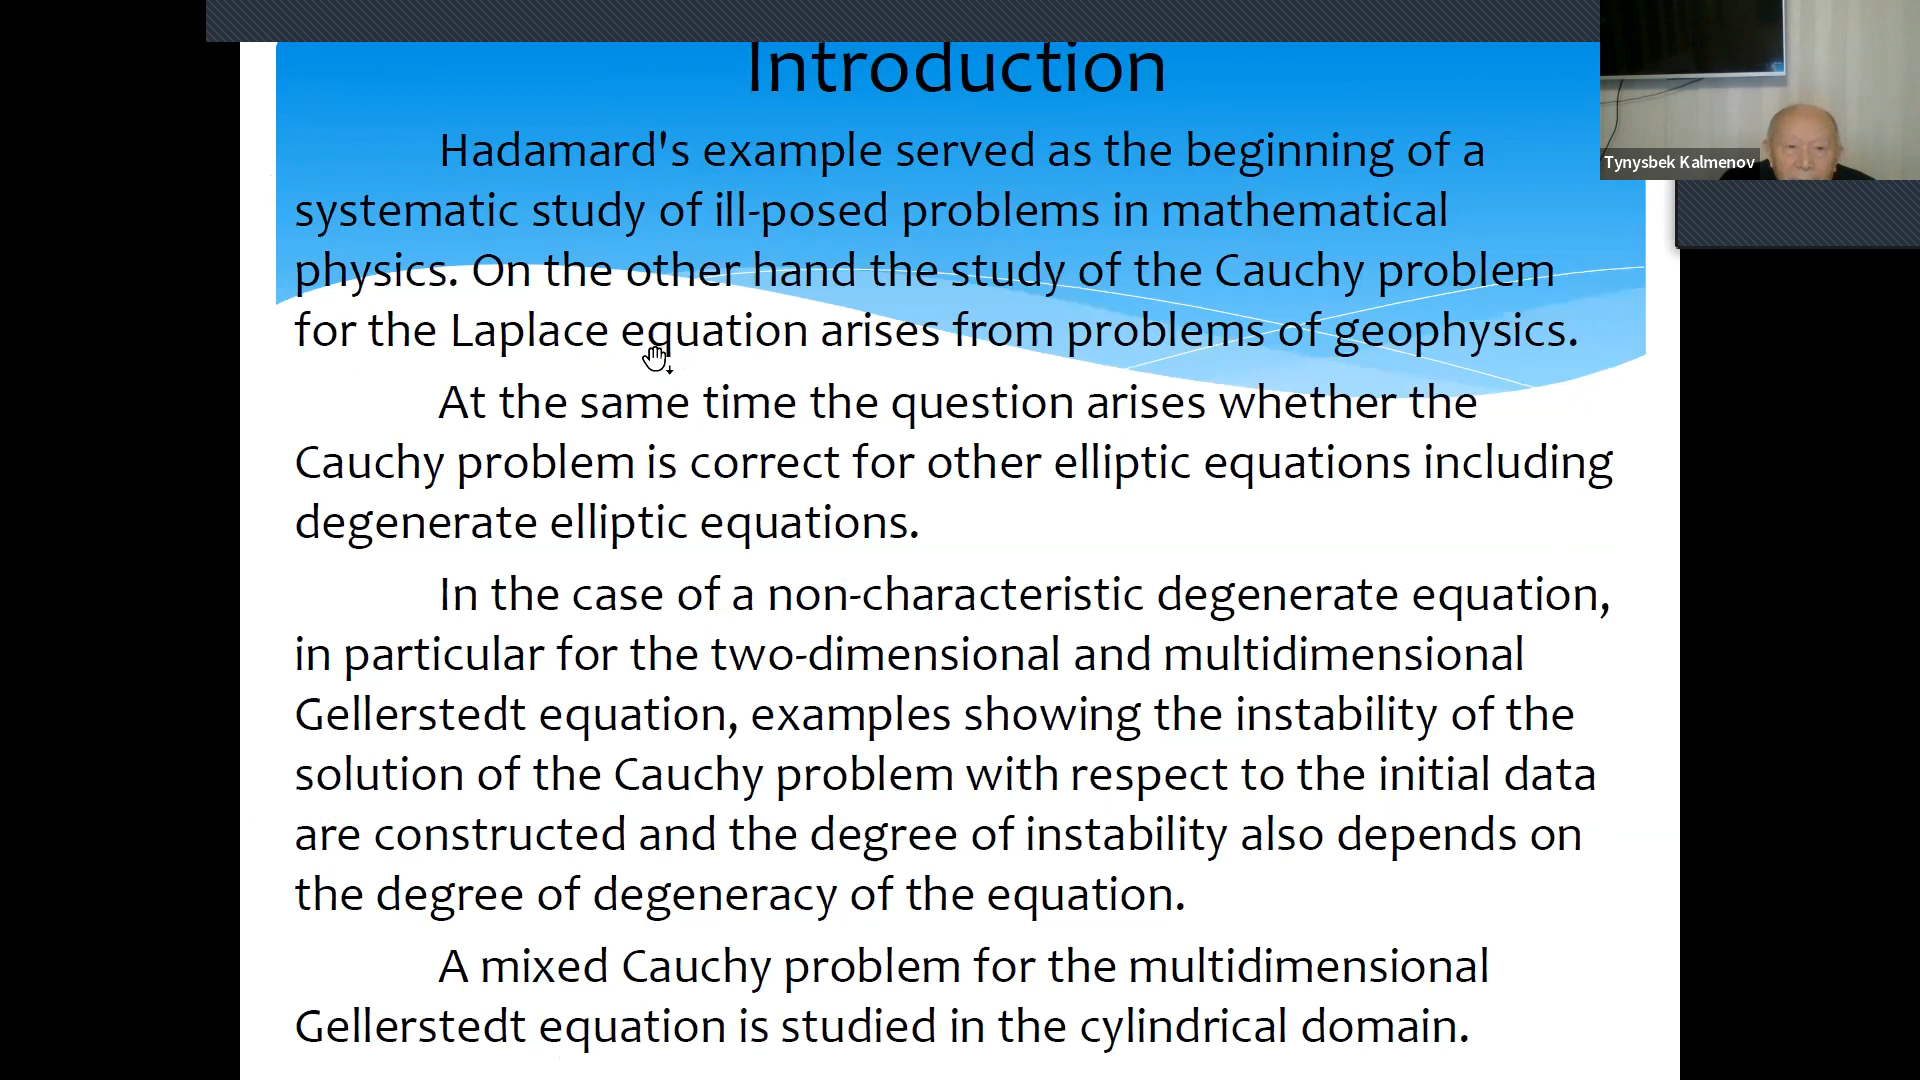 Introduction
Hadamard's example served as the beginning of a
systematic study of ill-posed problems in mathematical
physics. On the other hand the study of the Cauchy problem
for the Laplace equation arises from problems of geophysics.
At the same time the question arises whether the
Cauchy problem is correct for other elliptic equations including
degenerate elliptic equations.
In the case of a non-characteristic degenerate equation,
in particular for the two-dimensional and multidimensional
Gellerstedt equation, examples showing the instability of the
solution of the Cauchy problem with respect to the initial data
are constructed and the degree of instability also depends on
the degree of degeneracy of the equation.
A mixed Cauchy problem for the multidimensional
Gellerstedt equation is studied in the cylindrical domain.
Tynysbek Kalmenov